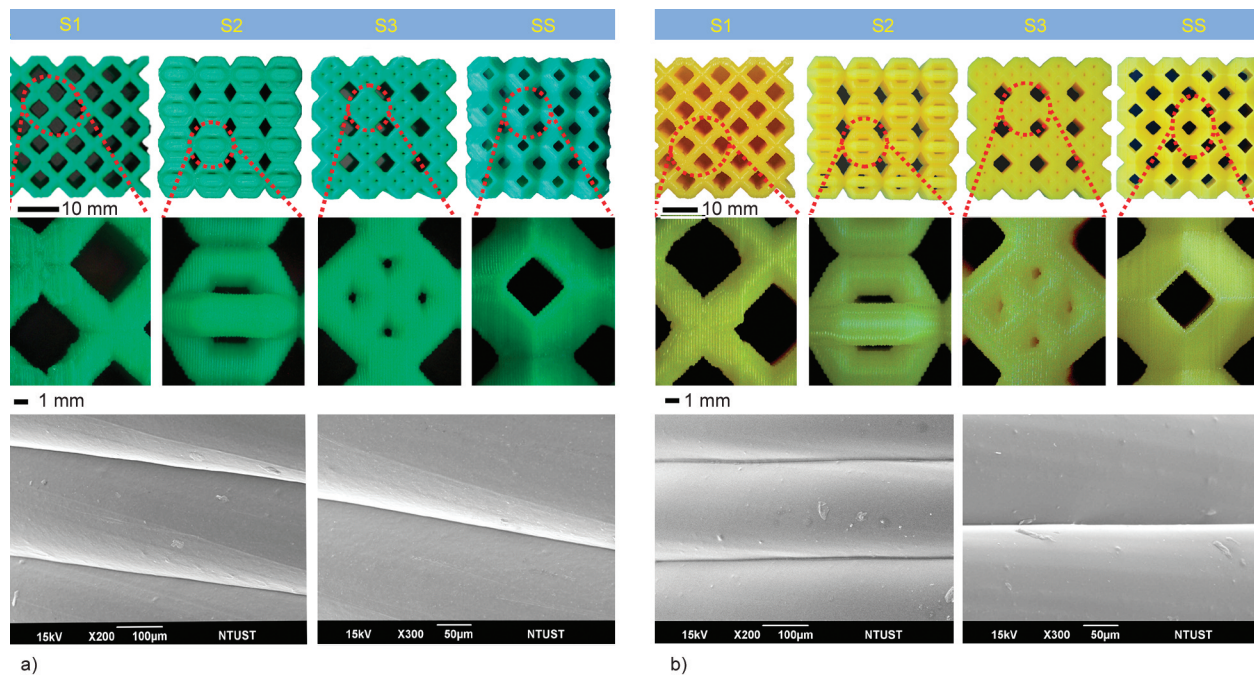 S1 S2 S3 SS
10 mm
1 mm
15kV X200 100µm NTUST
15kV X300 50µm NTUST
a)
S1 S2 S3 SS
10 mm
1 mm
15kV X200 100µm NTUST
15kV X300 50µm NTUST
b)